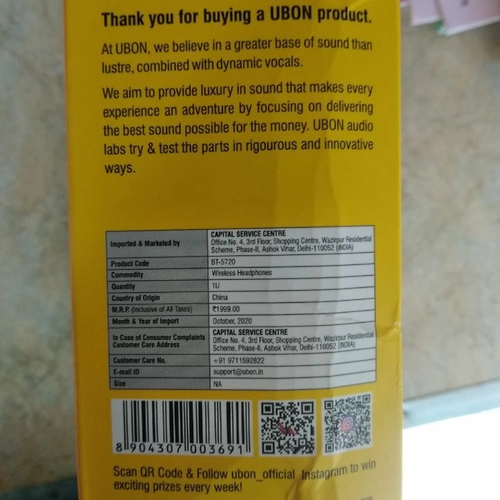 Thank you for buying a UBON product.
At UBON, we believe in a greater base of sound than
lustre, combined with dynamic vocals.
We aim to provide luxury in sound that makes every
experience an adventure by focusing on delivering
the best sound possible for the money. UBON audio
labs try & test the parts in rigourous and innovative
ways.
Imported & Marketed by
CAPITAL SERVICE CENTRE
Office No. 4, 3rd Floor, Shopping Centre, Wazirpur Residential
Scheme, Phase-II, Ashok Vihar, Delhi-110052 (INDIA)
Product Code BT-5720
Commodity Wireless Headphones
Quantity 1U
Country of Origin China
M.R.P. (Inclusive of All Taxes) ₹1999.00
Month & Year of Import October, 2020
In Case of Consumer Complaints
Customer Care Address
CAPITAL SERVICE CENTRE
Office No. 4, 3rd Floor, Shopping Centre, Wazirpur Residential
Scheme, Phase-II, Ashok Vihar, Delhi-110052 (INDIA)
Customer Care No. +91 9711592822
E-mail ID support@ubon.in
Size NA
8 904307 003691
Scan QR Code & Follow ubon_official Instagram to win
exciting prizes every week!